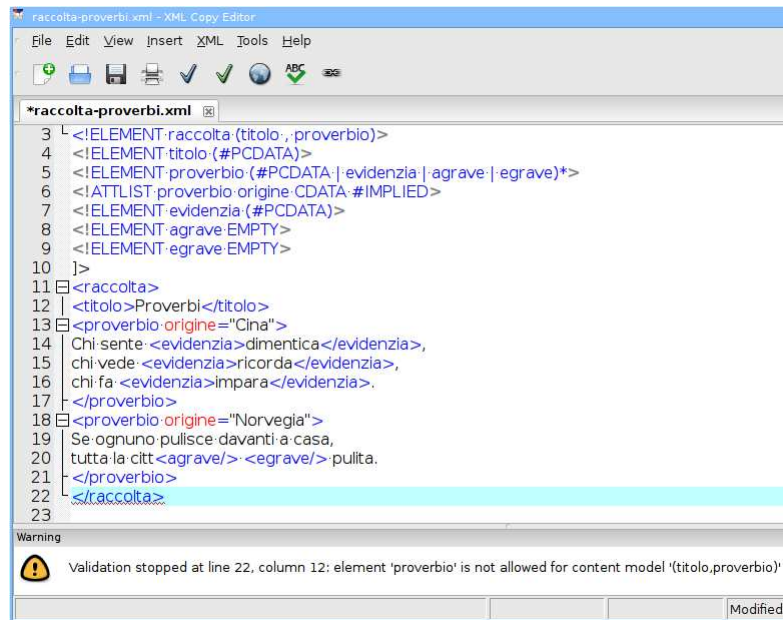 raccolta-proverbi.xml - XML Copy Editor
File Edit View Insert XML Tools Help
ABC
*raccolta-proverbi.xml
3 <!ELEMENT·raccolta·(titolo·,·proverbio)>
4 <!ELEMENT·titolo·(#PCDATA)>
5 <!ELEMENT·proverbio·(#PCDATA·|·evidenzia·|·agrave·|·egrave)*>
6 <!ATTLIST·proverbio·origine·CDATA·#IMPLIED>
7 <!ELEMENT·evidenzia·(#PCDATA)>
8 <!ELEMENT·agrave·EMPTY>
9 <!ELEMENT·egrave·EMPTY>
10 ]>
11 <raccolta>
12 <titolo>Proverbi</titolo>
13 <proverbio·origine="Cina">
14 Chi·sente·<evidenzia>dimentica</evidenzia>,
15 chi·vede·<evidenzia>ricorda</evidenzia>,
16 chi·fa·<evidenzia>impara</evidenzia>.
17 </proverbio>
18 <proverbio·origine="Norvegia">
19 Se·ognuno·pulisce·davanti·a·casa,
20 tutta·la·citt<agrave/>·<egrave/>·pulita.
21 </proverbio>
22 </raccolta>
23
Warning
Validation stopped at line 22, column 12: element 'proverbio' is not allowed for content model '(titolo,proverbio)'
Modified